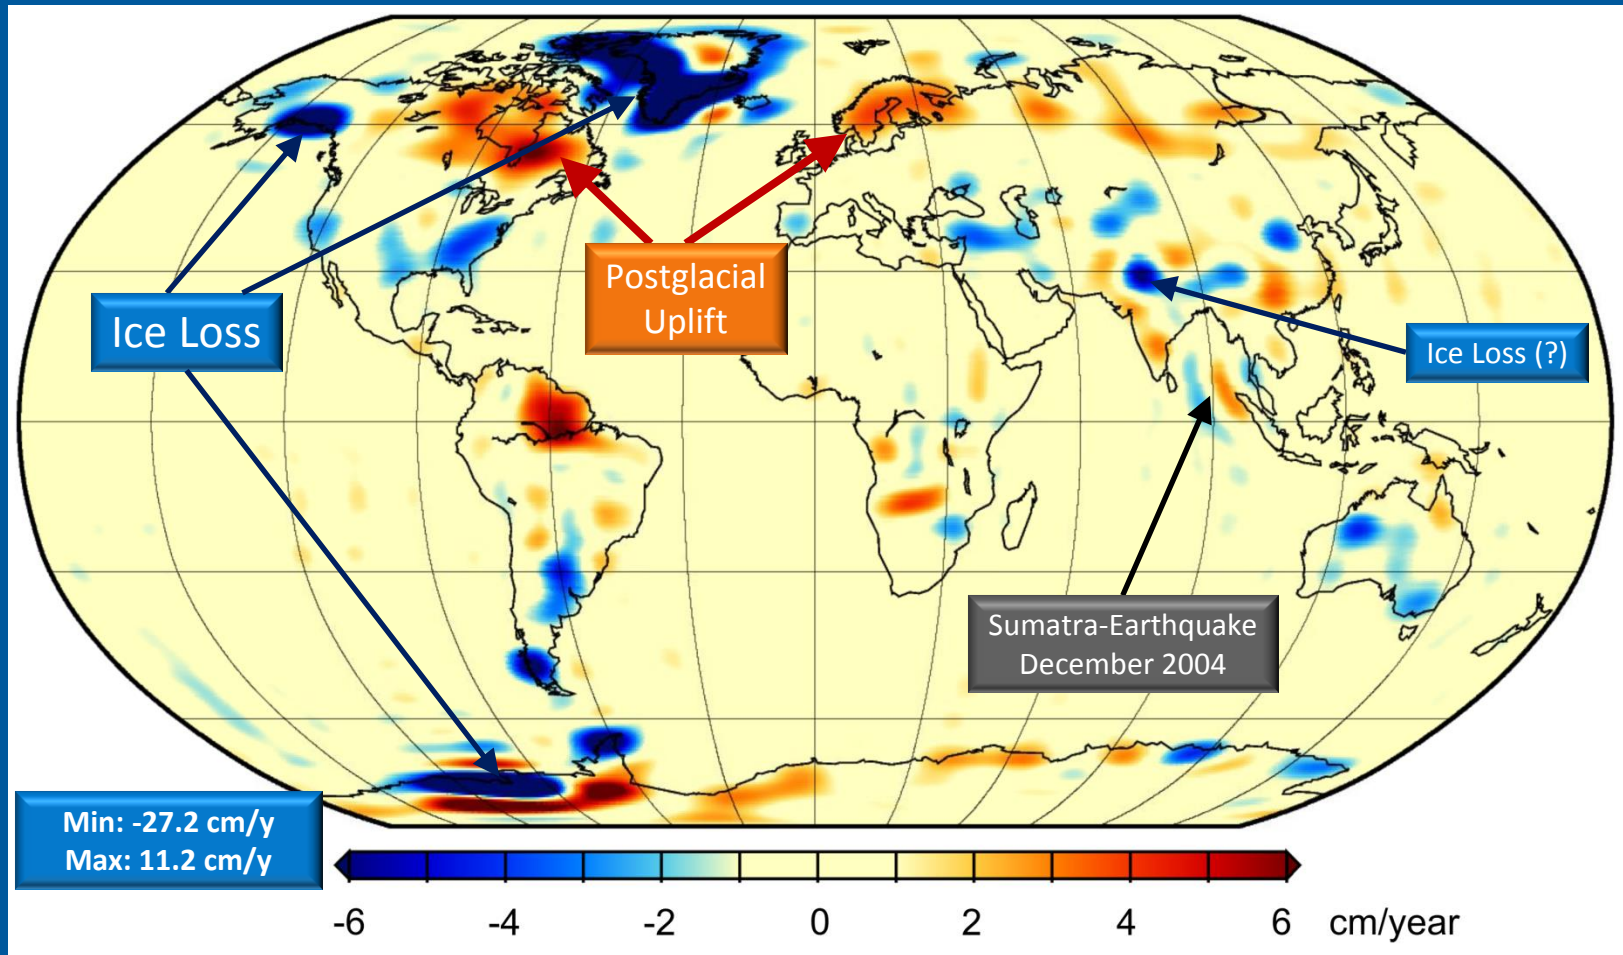 Postglacial
Uplift
Ice Loss
Ice Loss (?)
Sumatra-Earthquake
December 2004
Min: -27.2 cm/y
Max: 11.2 cm/y
-6 -4 -2 0 2 4 6 cm/year